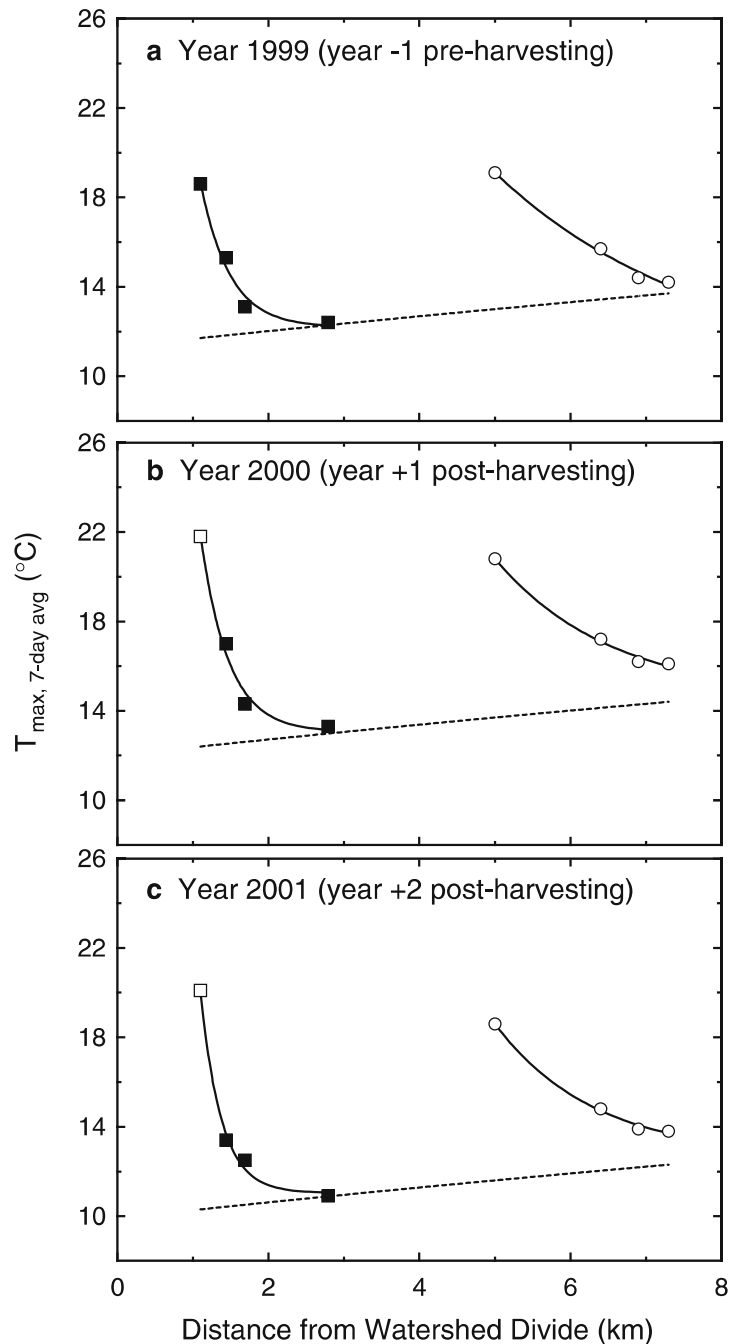 26
a Year 1999 (year -1 pre-harvesting)
22
18
14
10
26
b Year 2000 (year +1 post-harvesting)
22
18
14
10
T max, 7-day avg (°C)
26
c Year 2001 (year +2 post-harvesting)
22
18
14
10
0 2 4 6 8
Distance from Watershed Divide (km)